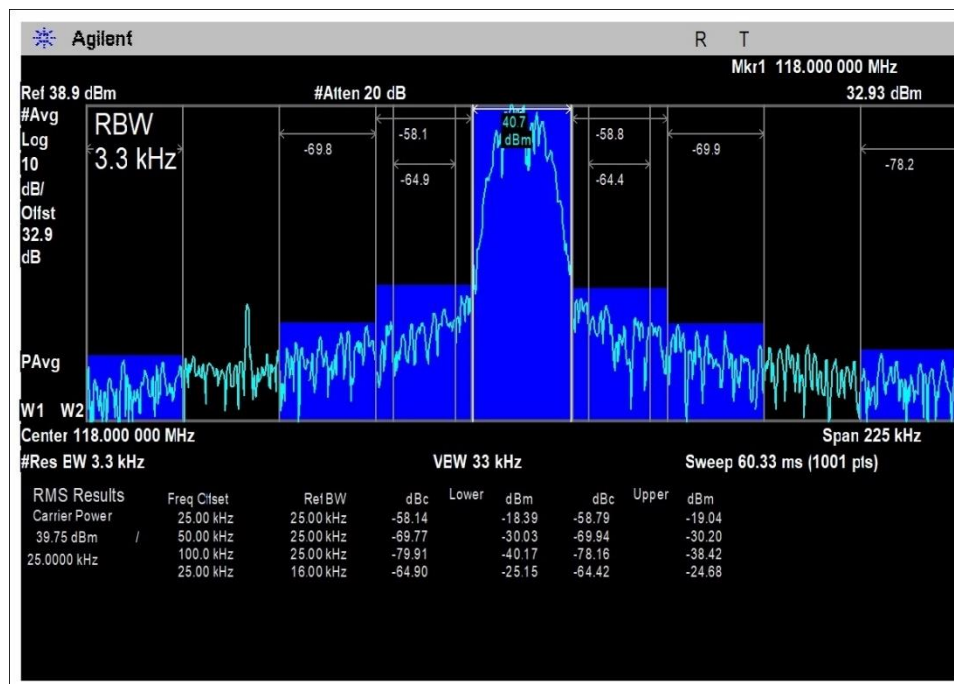 Agilent
R T
Mkr1 118.000 000 MHz
Ref 38.9 dBm #Atten 20 dB 32.93 dBm
#Avg
Log
10
dB/
Offst
32.9
dB
RBW
3.3 kHz
-69.8
-58.1
-64.9
40.7
dBm
-58.8
-64.4
-69.9
-78.2
PAvg
W1 W2
Center 118.000 000 MHz Span 225 kHz
#Res BW 3.3 kHz VBW 33 kHz Sweep 60.33 ms (1001 pts)
RMS Results Freq Offset Ref BW dBc Lower dBm dBc Upper dBm
Carrier Power 25.00 kHz 25.00 kHz -58.14 -18.39 -58.79 -19.04
39.75 dBm / 50.00 kHz 25.00 kHz -69.77 -30.03 -69.94 -30.20
25.0000 kHz 100.0 kHz 25.00 kHz -79.91 -40.17 -78.16 -38.42
25.00 kHz 16.00 kHz -64.90 -25.15 -64.42 -24.68